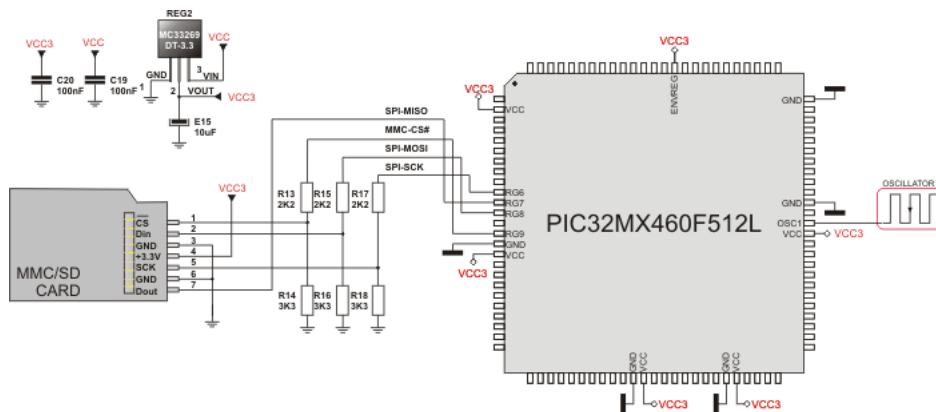 REG2
MC33269
DT-3.3
VCC3
VCC
VCC
C20
100nF
C19
100nF
GND
1
2
3
VIN
VOUT
VCC3
E15
10uF
SPI-MISO
MMC-CS#
SPI-MOSI
SPI-SCK
R13
2K2
R15
2K2
R17
2K2
R14
3K3
R16
3K3
R18
3K3
VCC3
MMC/SD
CARD
CS 1
Din 2
GND 3
+3.3V 4
SCK 5
GND 6
Dout 7
VCC3
ENVREG
VCC3
VCC
RG6
RG7
RG8
RG9
GND
VCC
VCC3
PIC32MX460F512L
GND
GND
OSC1
VCC
VCC3
OSCILLATOR
GND
VCC
VCC3
GND
VCC
VCC3